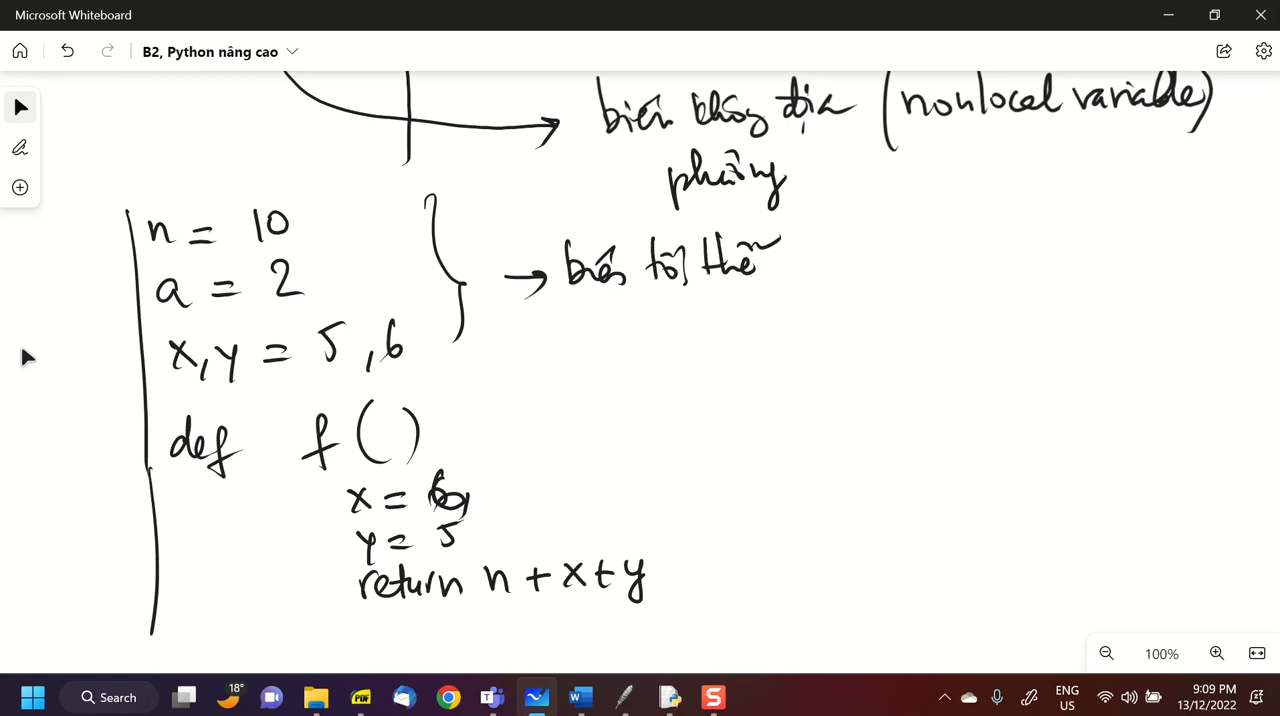 Microsoft Whiteboard
B2, Python nâng cao
biến không địa (nonlocal variable)
phương
n = 10
a = 2
→ biến tổng thể
x, y = 5, 6
def f()
x = 6
y = 5
return n + x + y
100%
18°
Search
ENG
US
9:09 PM
13/12/2022